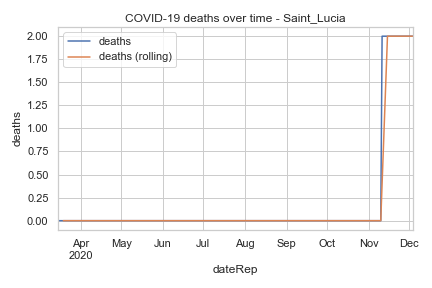 COVID-19 deaths over time - Saint_Lucia
deaths
deaths (rolling)
deaths
2.00
1.75
1.50
1.25
1.00
0.75
0.50
0.25
0.00
Apr May Jun Jul Aug Sep Oct Nov Dec
2020
dateRep